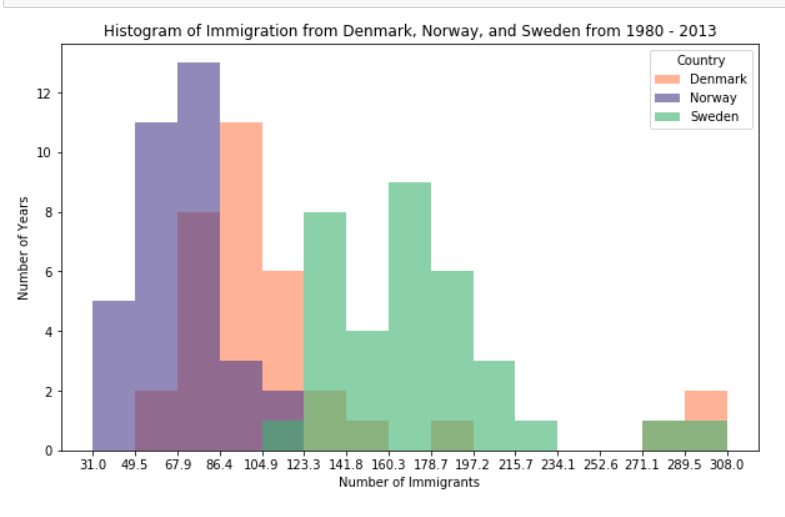 Histogram of Immigration from Denmark, Norway, and Sweden from 1980 - 2013
Country
Denmark
Norway
Sweden
Number of Years
12
10
8
6
4
2
0
31.0 49.5 67.9 86.4 104.9 123.3 141.8 160.3 178.7 197.2 215.7 234.1 252.6 271.1 289.5 308.0
Number of Immigrants